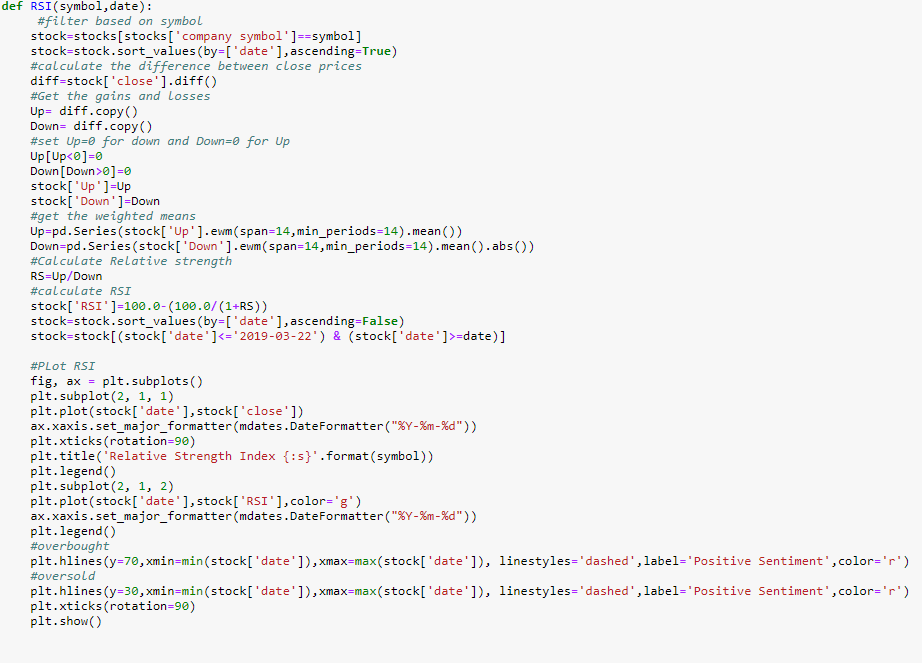 def RSI(symbol,date):
     #filter based on symbol
    stock=stocks[stocks['company symbol']==symbol]
    stock=stock.sort_values(by=['date'],ascending=True)
    #calculate the difference between close prices
    diff=stock['close'].diff()
    #Get the gains and losses
    Up= diff.copy()
    Down= diff.copy()
    #set Up=0 for down and Down=0 for Up
    Up[Up<0]=0
    Down[Down>0]=0
    stock['Up']=Up
    stock['Down']=Down
    #get the weighted means
    Up=pd.Series(stock['Up'].ewm(span=14,min_periods=14).mean())
    Down=pd.Series(stock['Down'].ewm(span=14,min_periods=14).mean().abs())
    #Calculate Relative strength
    RS=Up/Down
    #calculate RSI
    stock['RSI']=100.0-(100.0/(1+RS))
    stock=stock.sort_values(by=['date'],ascending=False)
    stock=stock[(stock['date']<='2019-03-22') & (stock['date']>=date)]

    #PLot RSI
    fig, ax = plt.subplots()
    plt.subplot(2, 1, 1)
    plt.plot(stock['date'],stock['close'])
    ax.xaxis.set_major_formatter(mdates.DateFormatter("%Y-%m-%d"))
    plt.xticks(rotation=90)
    plt.title('Relative Strength Index {:s}'.format(symbol))
    plt.legend()
    plt.subplot(2, 1, 2)
    plt.plot(stock['date'],stock['RSI'],color='g')
    ax.xaxis.set_major_formatter(mdates.DateFormatter("%Y-%m-%d"))
    plt.legend()
    #overbought
    plt.hlines(y=70,xmin=min(stock['date']),xmax=max(stock['date']), linestyles='dashed',label='Positive Sentiment',color='r')
    #oversold
    plt.hlines(y=30,xmin=min(stock['date']),xmax=max(stock['date']), linestyles='dashed',label='Positive Sentiment',color='r')
    plt.xticks(rotation=90)
    plt.show()